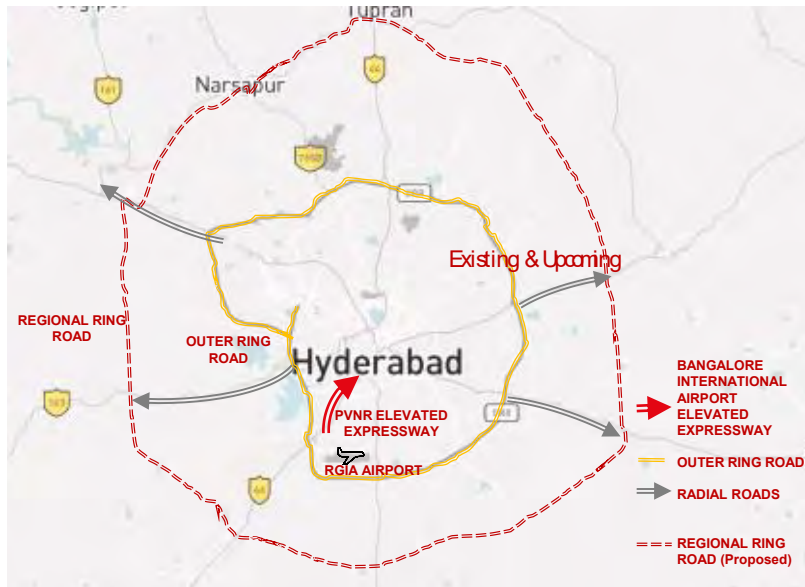 Tupran
44
161
Narsapur
765D
Existing & Upcoming
REGIONAL RING
ROAD
OUTER RING
ROAD
Hyderabad
163
PVNR ELEVATED
EXPRESSWAY
RGIA AIRPORT
44
BANGALORE
INTERNATIONAL
AIRPORT
ELEVATED
EXPRESSWAY
OUTER RING ROAD
RADIAL ROADS
REGIONAL RING
ROAD (Proposed)